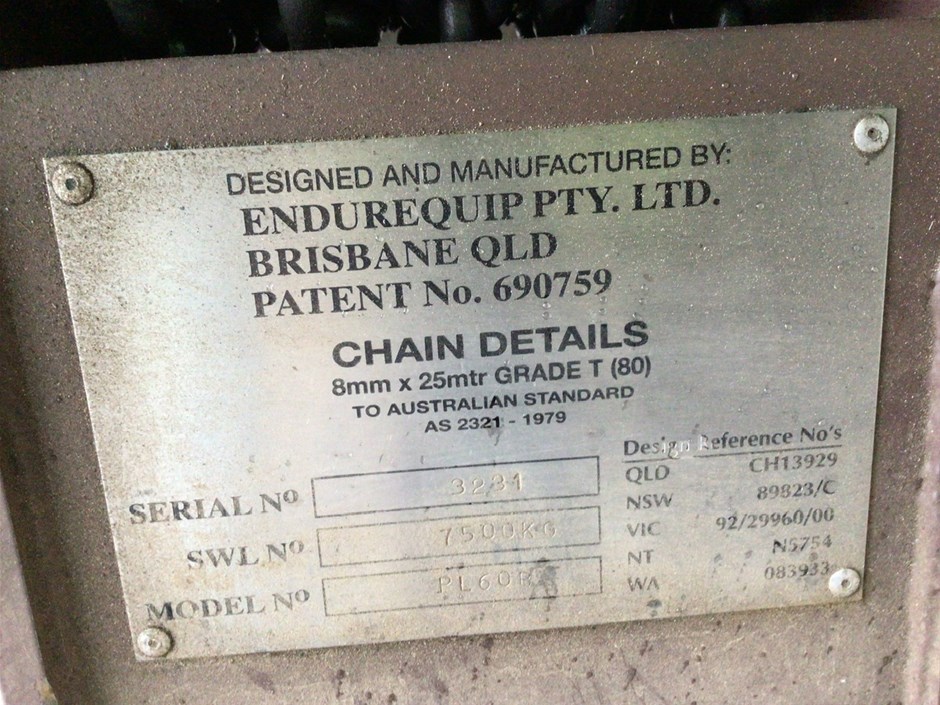 DESIGNED AND MANUFACTURED BY:
ENDUREQUIP PTY. LTD.
BRISBANE QLD
PATENT No. 690759
CHAIN DETAILS
8mm x 25mtr GRADE T (80)
TO AUSTRALIAN STANDARD
AS 2321 - 1979
SERIAL NO 3231
SWL NO 7500KG
MODEL NO
Design Reference No's
QLD CH13929
NSW 89823/C
VIC 92/29960/00
NT N5754
WA 083933